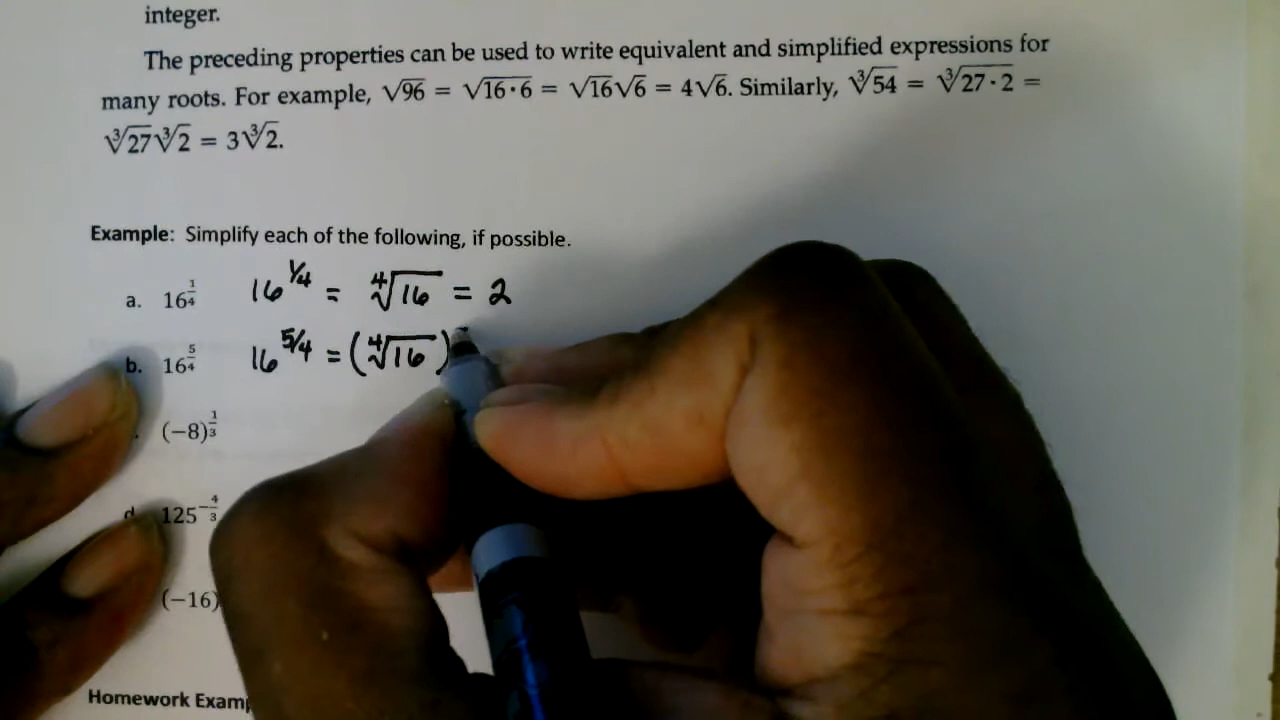 integer.
The preceding properties can be used to write equivalent and simplified expressions for
many roots. For example, √96 = √16·6 = √16√6 = 4√6. Similarly, ∛54 = ∛27·2 =
∛27∛2 = 3∛2.
Example: Simplify each of the following, if possible.
a. 16^(1/4) 16^(1/4) = ∜16 = 2
b. 16^(5/4) 16^(5/4) = (∜16)
(−8)^(1/3)
d. 125^(−4/3)
(−16)
Homework